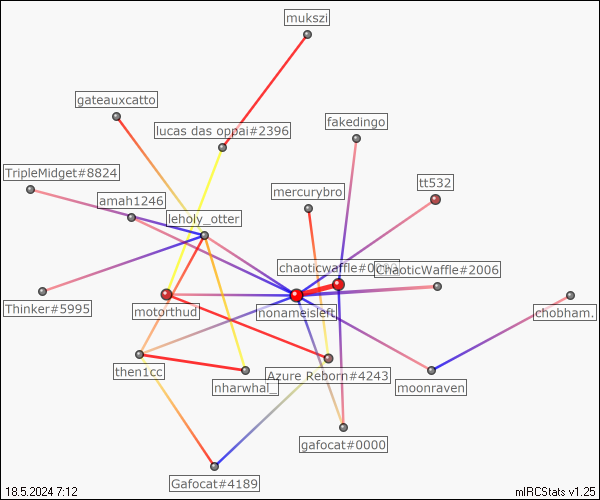 mukszi
gateauxcatto
fakedingo
lucas das oppai#2396
TripleMidget#8824
tt532
mercurybro
amah1246
leholy_otter
chaoticwaffle#0
ChaoticWaffle#2006
Thinker#5995
motorthud
nonameisleft
chobham.
then1cc
Azure Reborn#4243
nharwhal_
moonraven
gafocat#0000
Gafocat#4189
18.5.2024 7:12
mIRCStats v1.25